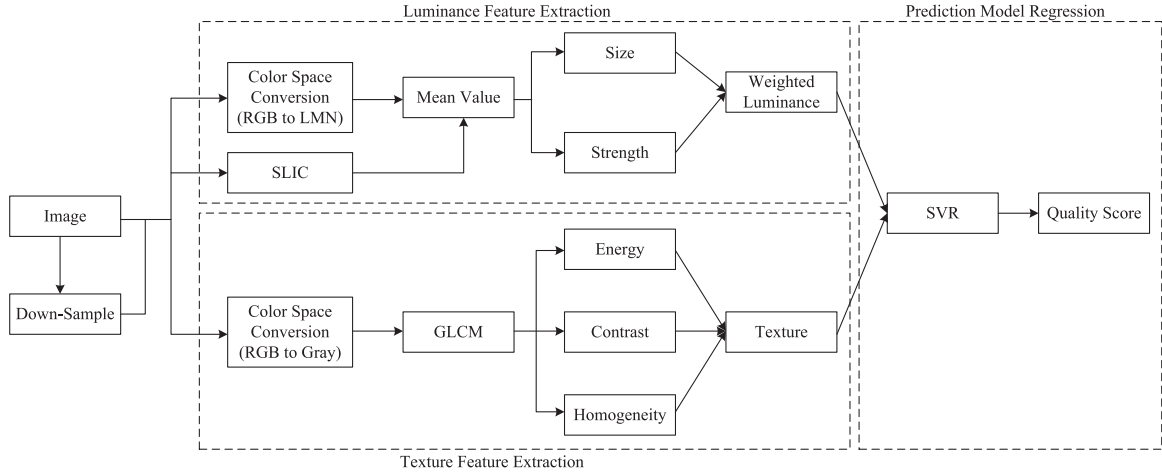 Luminance Feature Extraction
Prediction Model Regression
Color Space
Conversion
(RGB to LMN)
Mean Value
Size
Strength
Weighted
Luminance
SLIC
Image
Down-Sample
SVR
Quality Score
Color Space
Conversion
(RGB to Gray)
GLCM
Energy
Contrast
Homogeneity
Texture
Texture Feature Extraction